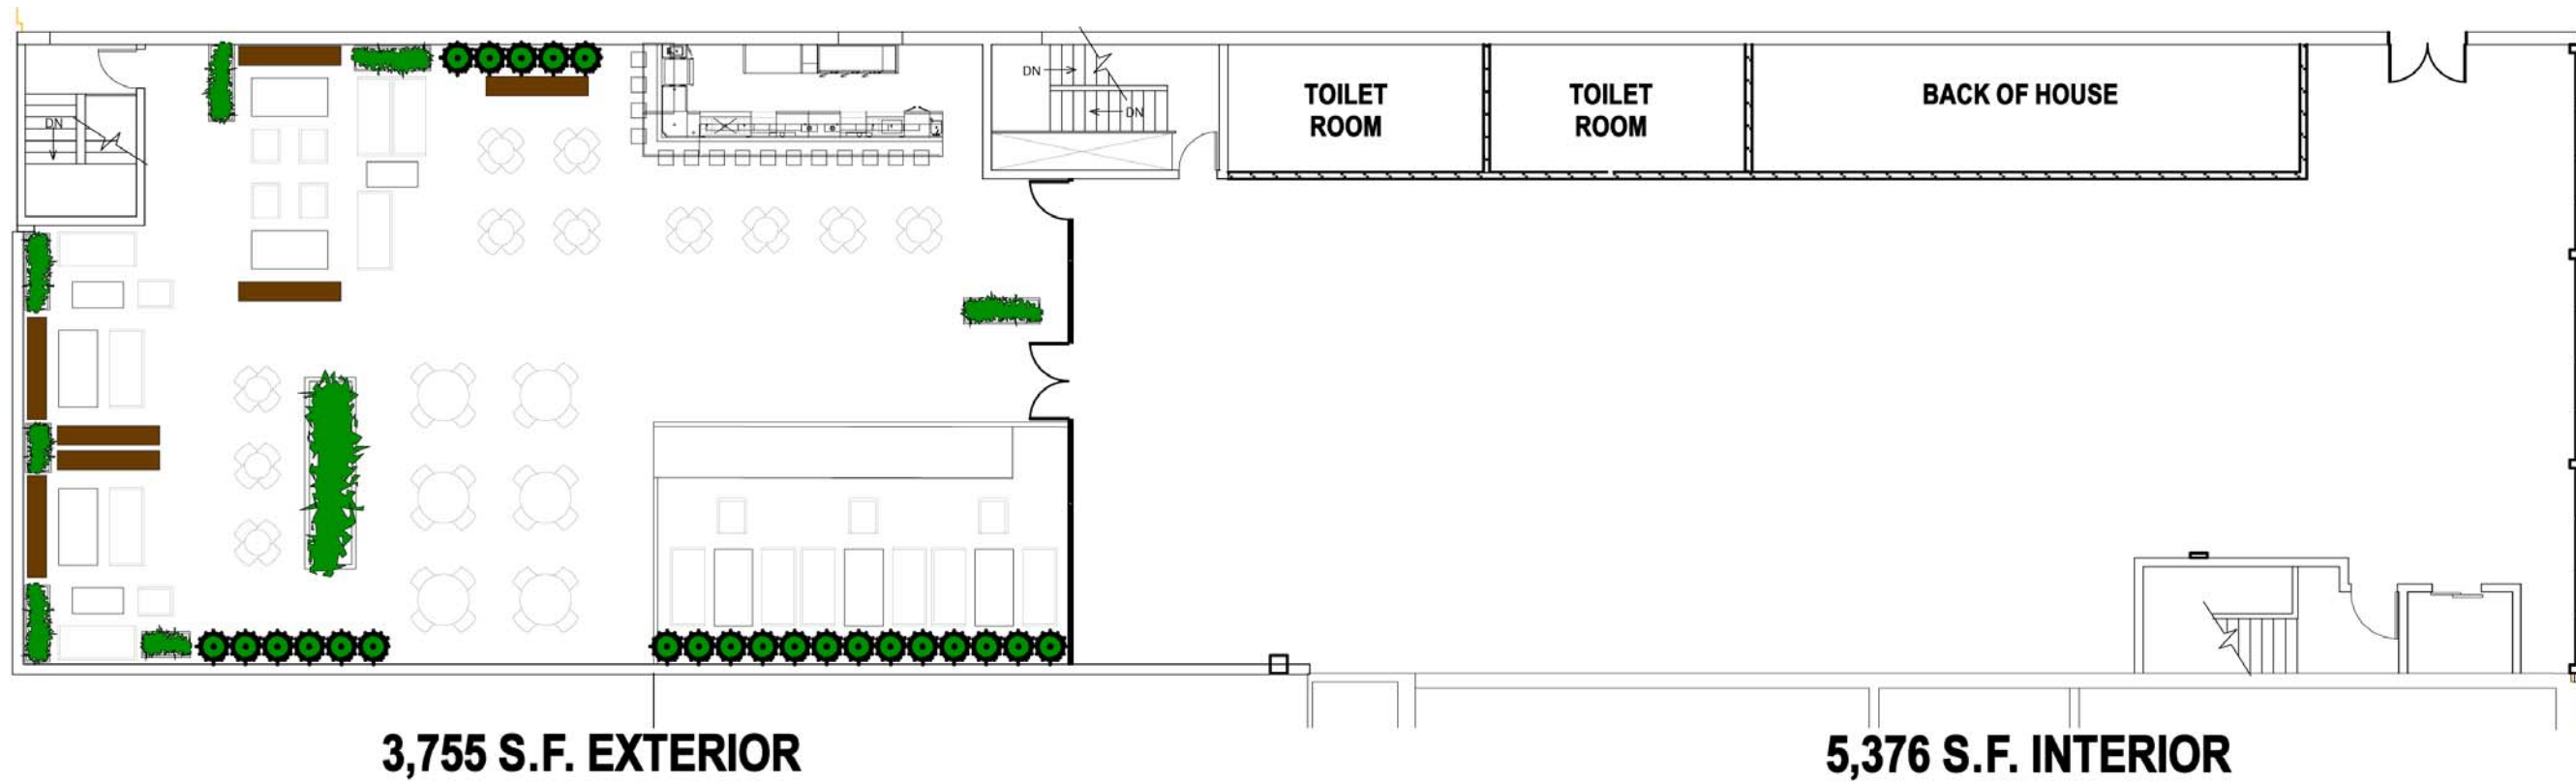 DN
DN
DN
TOILET
ROOM
TOILET
ROOM
BACK OF HOUSE
3,755 S.F. EXTERIOR
5,376 S.F. INTERIOR